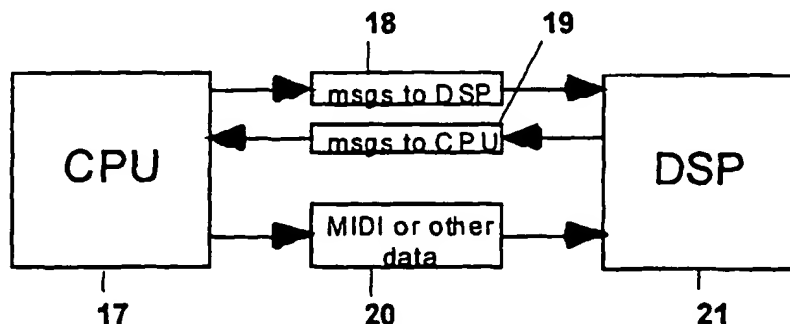 18
19
msgs to DSP
msgs to CPU
CPU
DSP
MIDI or other
data
17
20
21